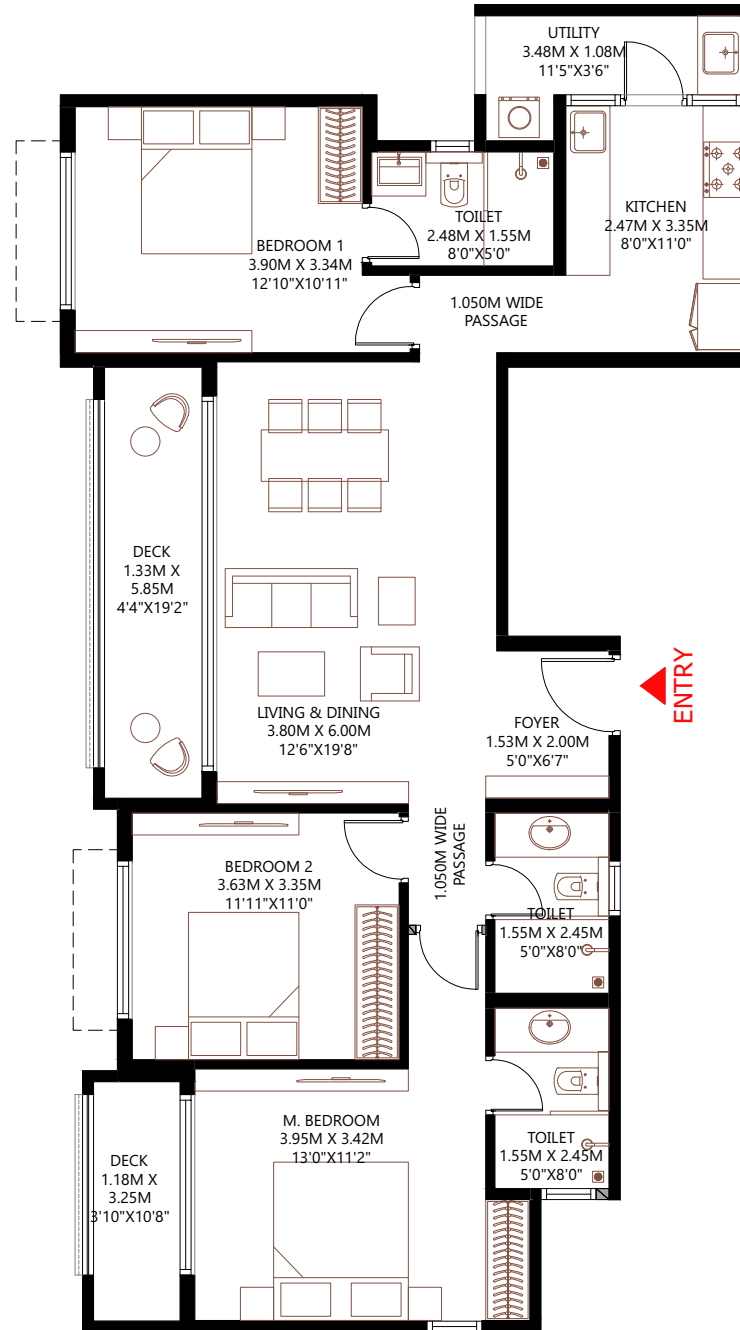 UTILITY
3.48M X 1.08M
11'5"X3'6"
KITCHEN
2.47M X 3.35M
8'0"X11'0"
TOILET
2.48M X 1.55M
8'0"X5'0"
BEDROOM 1
3.90M X 3.34M
12'10"X10'11"
1.050M WIDE
PASSAGE
DECK
1.33M X
5.85M
4'4"X19'2"
LIVING & DINING
3.80M X 6.00M
12'6"X19'8"
FOYER
1.53M X 2.00M
5'0"X6'7"
ENTRY
1.050M WIDE
PASSAGE
BEDROOM 2
3.63M X 3.35M
11'11"X11'0"
TOILET
1.55M X 2.45M
5'0"X8'0"
M. BEDROOM
3.95M X 3.42M
13'0"X11'2"
TOILET
1.55M X 2.45M
5'0"X8'0"
DECK
1.18M X
3.25M
3'10"X10'8"